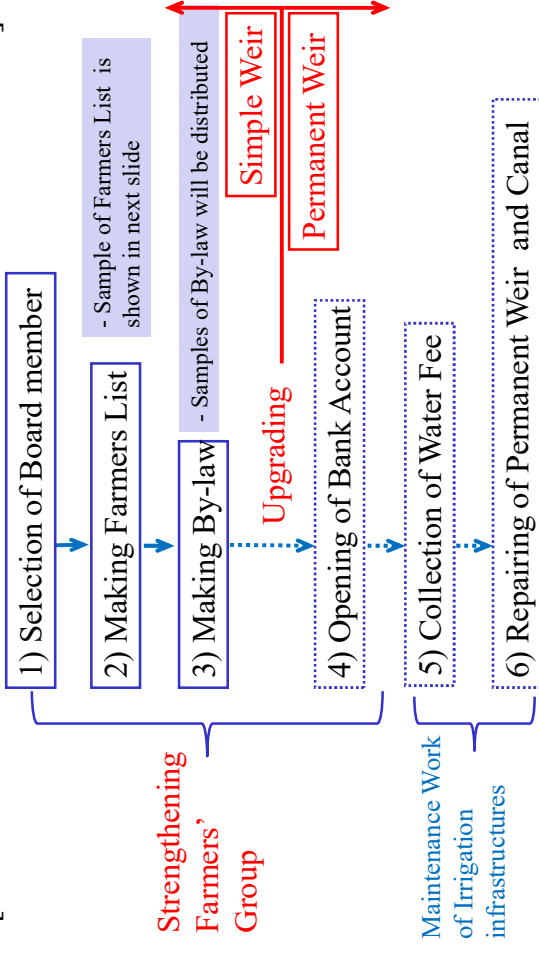 1) Selection of Board member
2) Making Farmers List
- Sample of Farmers List is
shown in next slide
3) Making By-law
- Samples of By-law will be distributed
Simple Weir
Upgrading
Permanent Weir
4) Opening of Bank Account
5) Collection of Water Fee
6) Repairing of Permanent Weir and Canal
Strengthening
Farmers’
Group
Maintenance Work
of Irrigation
infrastructures